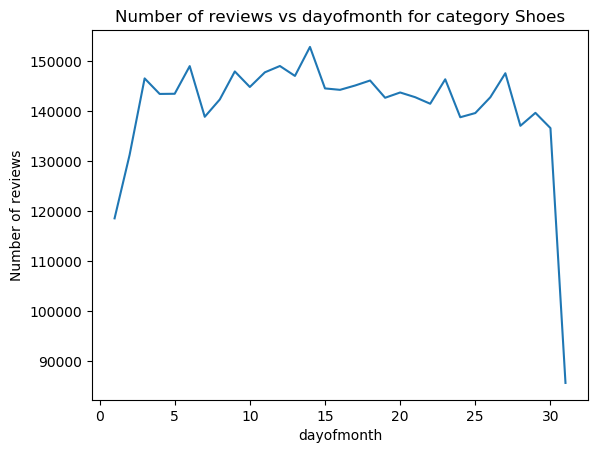 Number of reviews vs dayofmonth for category Shoes
150000
140000
130000
120000
110000
100000
90000
Number of reviews
0 5 10 15 20 25 30
dayofmonth